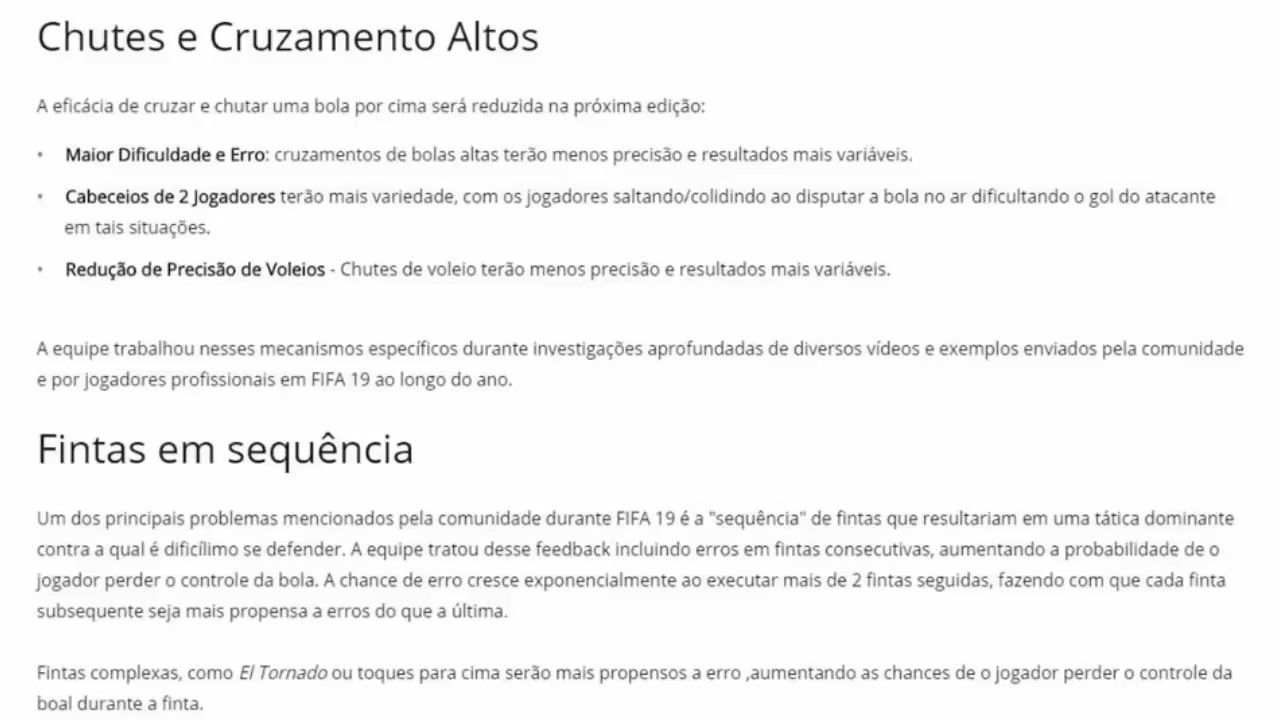 Chutes e Cruzamento Altos
A eficácia de cruzar e chutar uma bola por cima será reduzida na próxima edição:
• Maior Dificuldade e Erro: cruzamentos de bolas altas terão menos precisão e resultados mais variáveis.
• Cabeceios de 2 Jogadores terão mais variedade, com os jogadores saltando/colidindo ao disputar a bola no ar dificultando o gol do atacante
em tais situações.
• Redução de Precisão de Voleios - Chutes de voleio terão menos precisão e resultados mais variáveis.
A equipe trabalhou nesses mecanismos específicos durante investigações aprofundadas de diversos vídeos e exemplos enviados pela comunidade
e por jogadores profissionais em FIFA 19 ao longo do ano.
Fintas em sequência
Um dos principais problemas mencionados pela comunidade durante FIFA 19 é a "sequência" de fintas que resultariam em uma tática dominante
contra a qual é dificílimo se defender. A equipe tratou desse feedback incluindo erros em fintas consecutivas, aumentando a probabilidade de o
jogador perder o controle da bola. A chance de erro cresce exponencialmente ao executar mais de 2 fintas seguidas, fazendo com que cada finta
subsequente seja mais propensa a erros do que a última.
Fintas complexas, como El Tornado ou toques para cima serão mais propensos a erro ,aumentando as chances de o jogador perder o controle da
boal durante a finta.